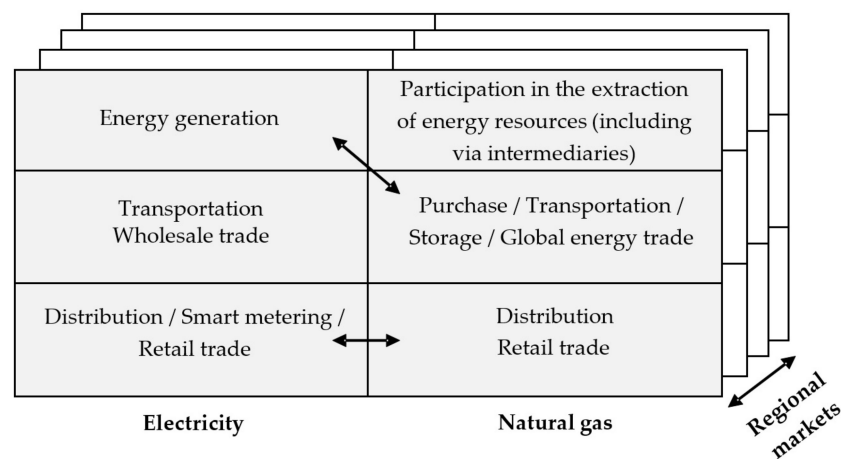 Energy generation
Participation in the extraction
of energy resources (including
via intermediaries)
Transportation
Wholesale trade
Purchase / Transportation /
Storage / Global energy trade
Distribution / Smart metering /
Retail trade
Distribution
Retail trade
Electricity
Natural gas
Regional
markets